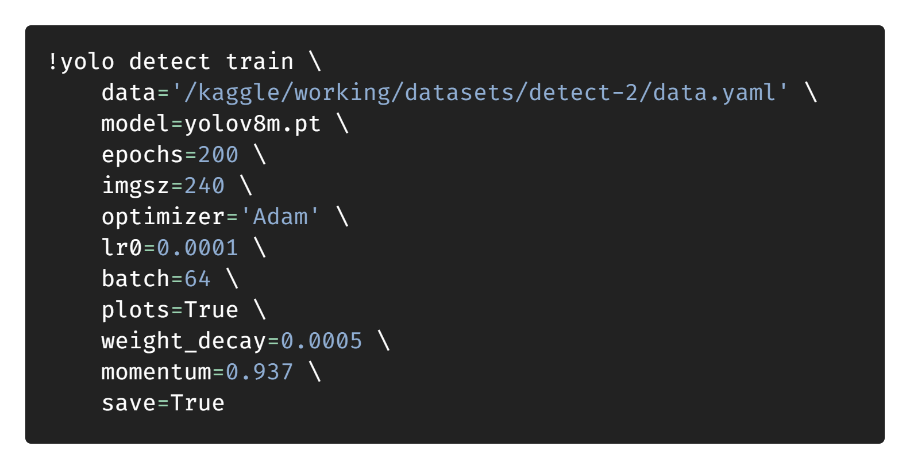 !yolo detect train \
    data='/kaggle/working/datasets/detect-2/data.yaml' \
    model=yolov8m.pt \
    epochs=200 \
    imgsz=240 \
    optimizer='Adam' \
    lr0=0.0001 \
    batch=64 \
    plots=True \
    weight_decay=0.0005 \
    momentum=0.937 \
    save=True